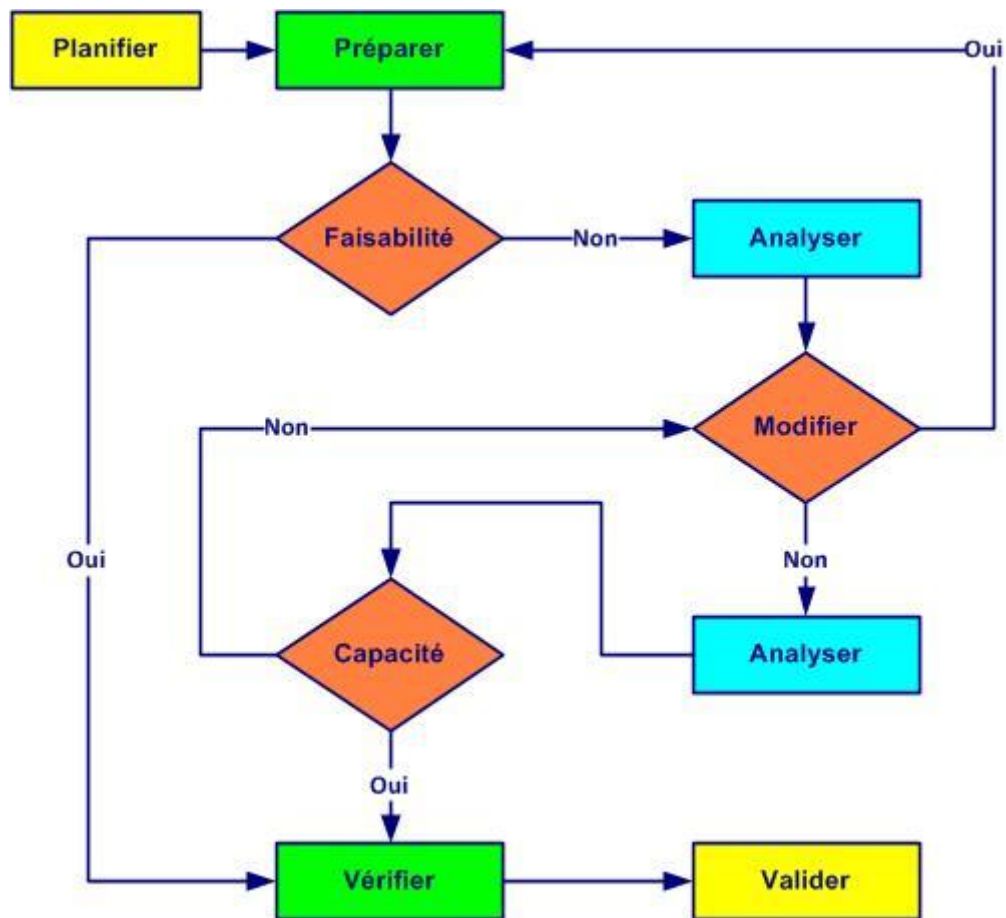 Planifier
Préparer
Oui
Faisabilité
Non
Analyser
Non
Modifier
Oui
Non
Capacité
Analyser
Oui
Vérifier
Valider